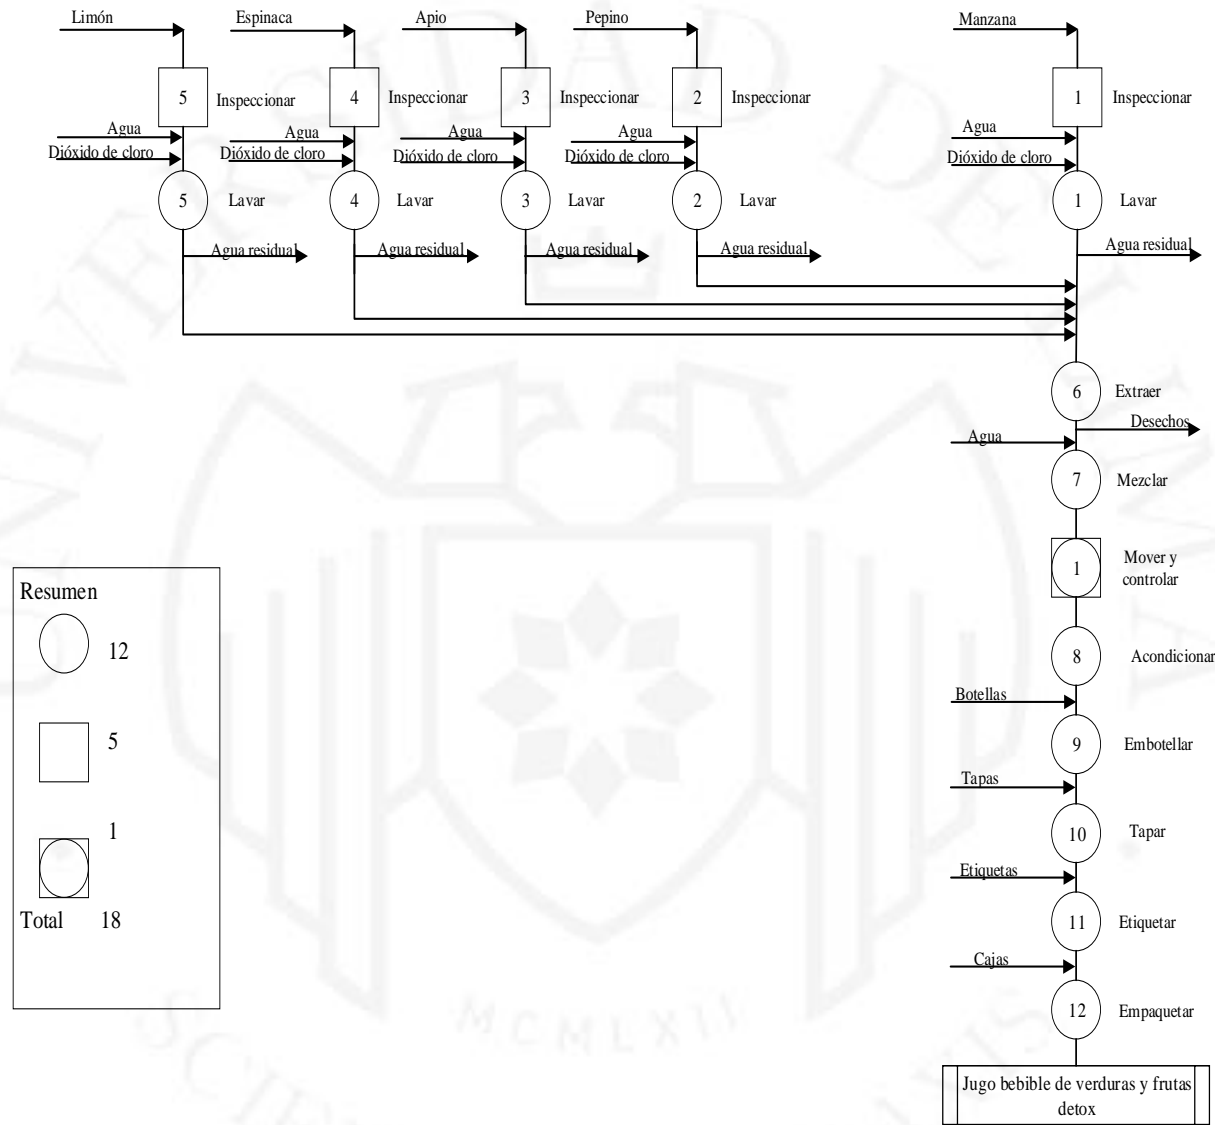 Limón
Espinaca
Apio
Pepino
Manzana
5 Inspeccionar
4 Inspeccionar
3 Inspeccionar
2 Inspeccionar
1 Inspeccionar
Agua
Agua
Agua
Agua
Agua
Dióxido de cloro
Dióxido de cloro
Dióxido de cloro
Dióxido de cloro
Dióxido de cloro
5 Lavar
4 Lavar
3 Lavar
2 Lavar
1 Lavar
Agua residual
Agua residual
Agua residual
Agua residual
Agua residual
6 Extraer
Desechos
Agua
7 Mezclar
1 Mover y
controlar
8 Acondicionar
Botellas
9 Embotellar
Tapas
10 Tapar
Etiquetas
11 Etiquetar
Cajas
12 Empaquetar
Jugo bebible de verduras y frutas
detox
Resumen
12
5
1
Total 18
UNIVERSIDAD DE LIMA
MCMLXII